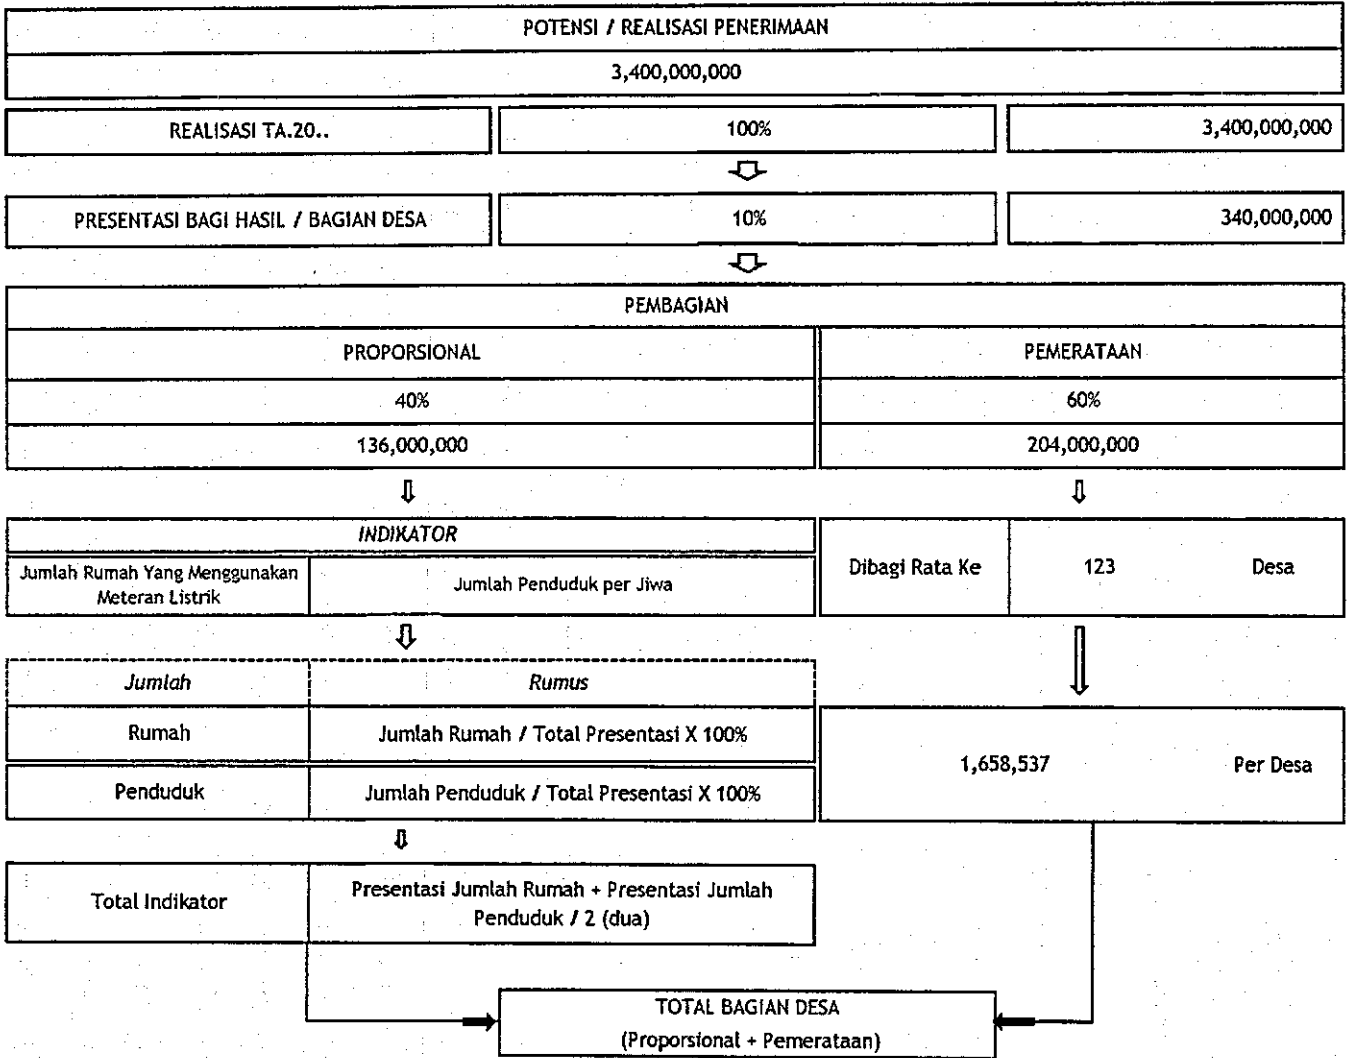 POTENSI / REALISASI PENERIMAAN
3,400,000,000
REALISASI TA.20.. 100% 3,400,000,000
PRESENTASI BAGI HASIL / BAGIAN DESA 10% 340,000,000
PEMBAGIAN
PROPORSIONAL PEMERATAAN
40% 60%
136,000,000 204,000,000
INDIKATOR
Jumlah Rumah Yang Menggunakan
Meteran Listrik
Jumlah Penduduk per Jiwa
Dibagi Rata Ke 123 Desa
Jumlah Rumus
Rumah Jumlah Rumah / Total Presentasi X 100%
Penduduk Jumlah Penduduk / Total Presentasi X 100%
1,658,537 Per Desa
Total Indikator
Presentasi Jumlah Rumah + Presentasi Jumlah
Penduduk / 2 (dua)
TOTAL BAGIAN DESA
(Proporsional + Pemerataan)